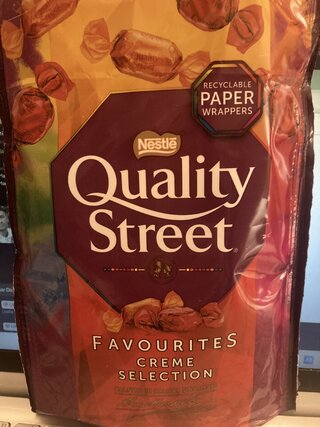 RECYCLABLE
PAPER
WRAPPERS
Nestlé
Quality
Street
FAVOURITES
CREME
SELECTION